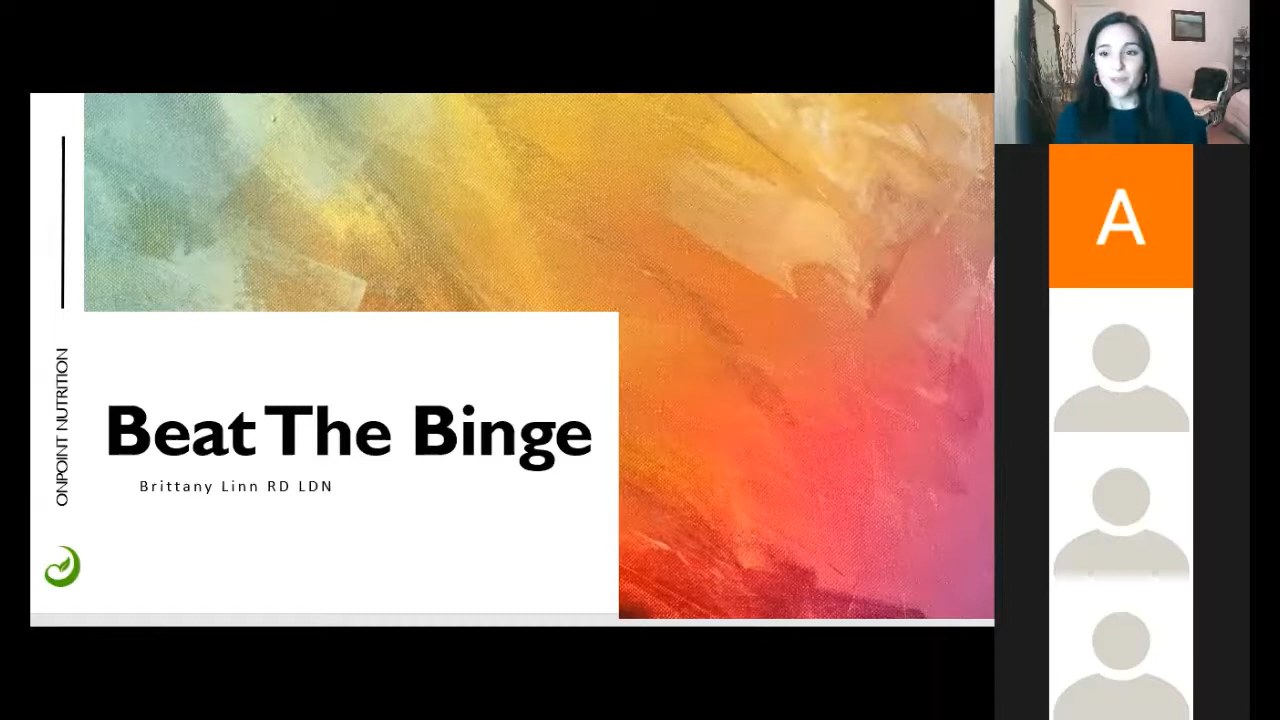 ONPOINT NUTRITION
Beat The Binge
Brittany Linn RD LDN
A